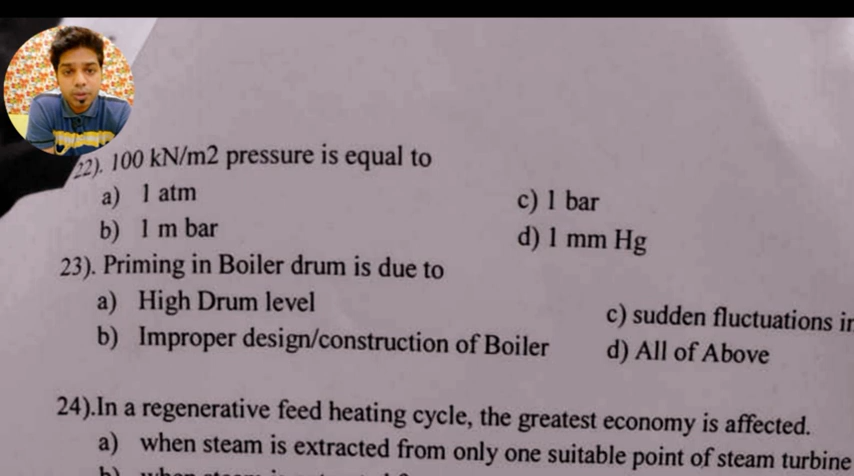 22). 100 kN/m2 pressure is equal to
a) 1 atm
c) 1 bar
b) 1 m bar
d) 1 mm Hg
23). Priming in Boiler drum is due to
a) High Drum level
c) sudden fluctuations in
b) Improper design/construction of Boiler
d) All of Above
24).In a regenerative feed heating cycle, the greatest economy is affected.
a) when steam is extracted from only one suitable point of steam turbine